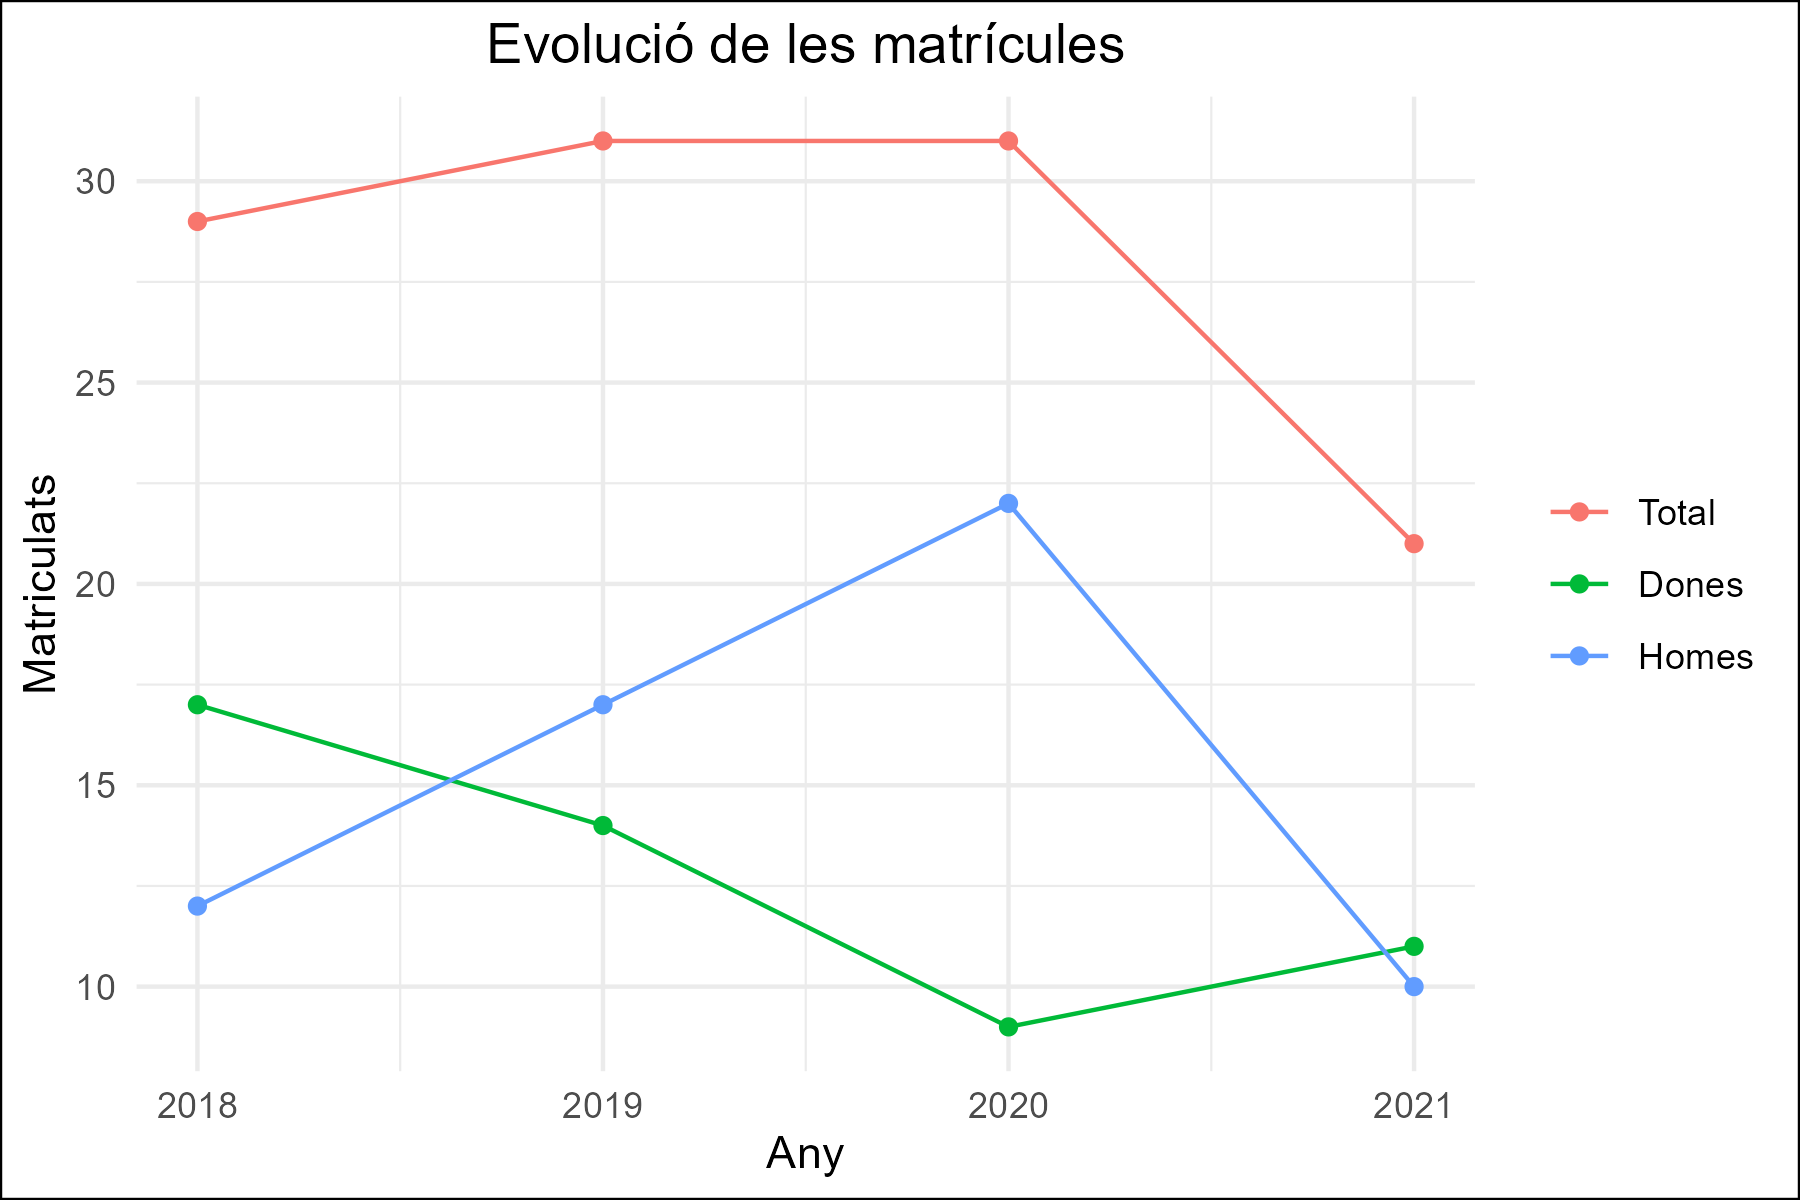 Evolució de les matrícules
Matriculats
30
25
20
15
10
2018 2019 2020 2021
Any
Total
Dones
Homes